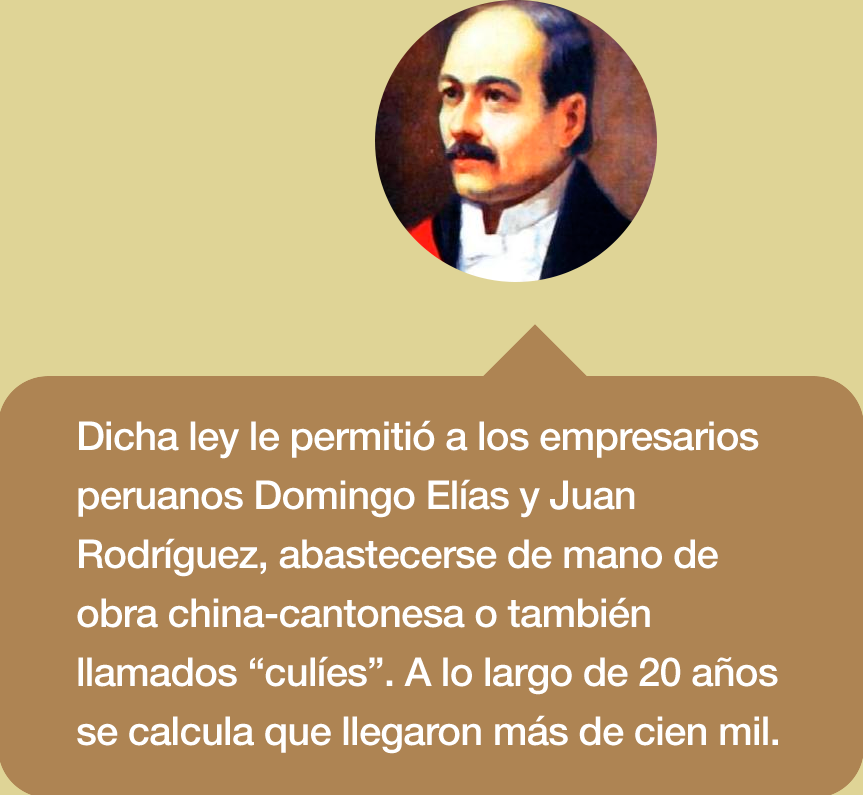 Dicha ley le permitió a los empresarios
peruanos Domingo Elías y Juan
Rodríguez, abastecerse de mano de
obra china-cantonesa o también
llamados “culíes”. A lo largo de 20 años
se calcula que llegaron más de cien mil.